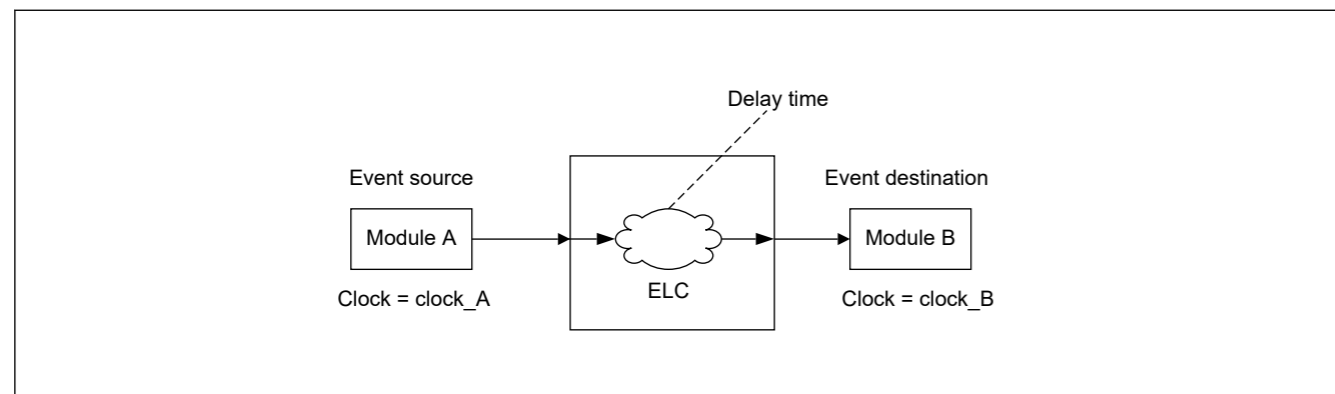 Delay time
Event source
Event destination
Module A
Module B
ELC
Clock = clock_A
Clock = clock_B